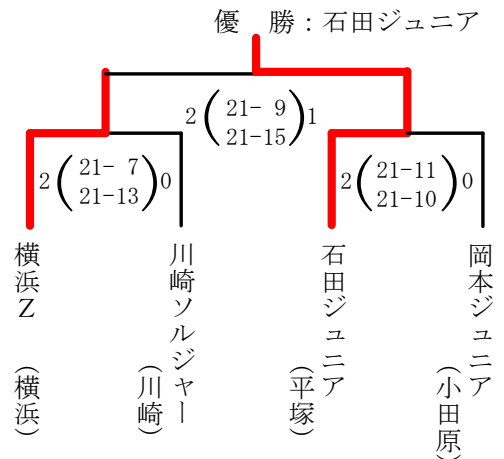 優　勝：石田ジュニア
2 ( 21- 9 ) 1
21-15
2 ( 21- 7 ) 0
21-13
2 ( 21-11 ) 0
21-10
横浜Z
(横浜)
川崎ソルジャー
(川崎)
石田ジュニア
(平塚)
岡本ジュニア
(小田原)